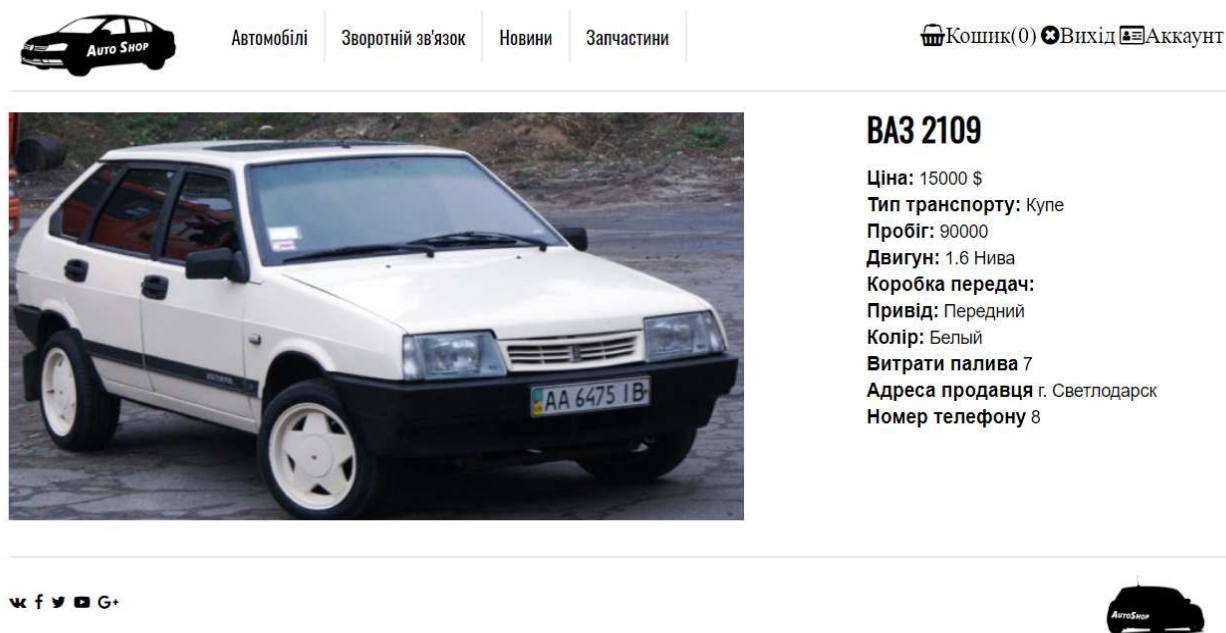 AUTO SHOP
Автомобілі
Зворотній зв'язок
Новини
Запчастини
Кошик(0) Вихід Аккаунт
ВАЗ 2109
Ціна: 15000 $
Тип транспорту: Купе
Пробіг: 90000
Двигун: 1.6 Нива
Коробка передач:
Привід: Передний
Колір: Белый
Витрати палива 7
Адреса продавця г. Светлодарск
Номер телефону 8
AA 6475 IB
G+
AUTOSHOP